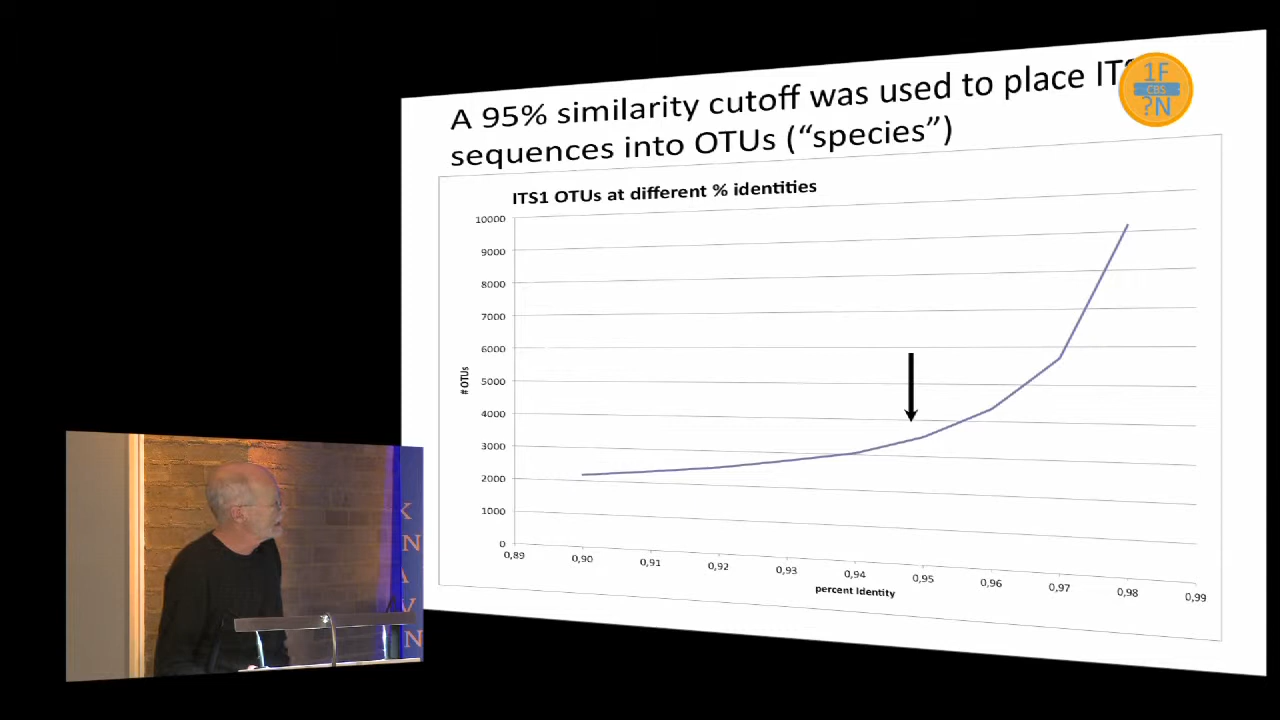 A 95% similarity cutoff was used to place ITS
sequences into OTUs (“species”)
1F
CBS
?N
ITS1 OTUs at different % identities
10000
9000
8000
7000
6000
5000
4000
3000
2000
1000
0
# OTUs
0,89 0,90 0,91 0,92 0,93 0,94 0,95 0,96 0,97 0,98 0,99
percent Identity
K
N
A
V
N